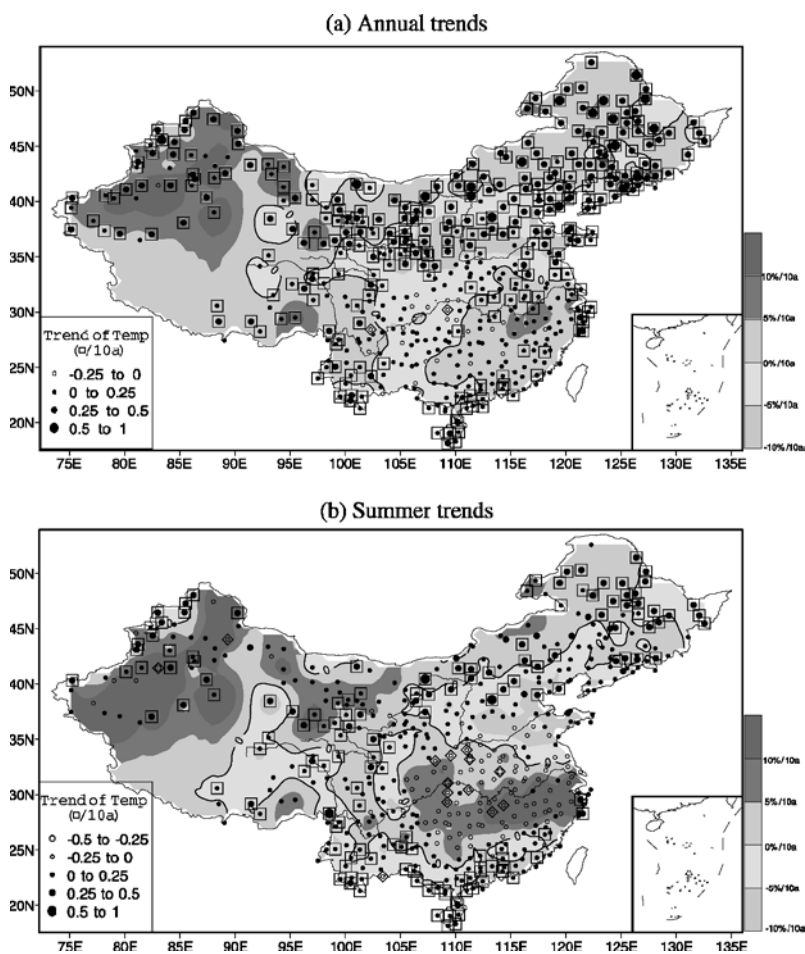 (a) Annual trends
50N
45N
40N
35N
30N
25N
20N
Trend of Temp
(¤/10a)
-0.25 to 0
0 to 0.25
0.25 to 0.5
0.5 to 1
10%/10a
5%/10a
0%/10a
-5%/10a
-10%/10a
75E 80E 85E 90E 95E 100E 105E 110E 115E 120E 125E 130E 135E
(b) Summer trends
50N
45N
40N
35N
30N
25N
20N
Trend of Temp
(¤/10a)
-0.5 to -0.25
-0.25 to 0
0 to 0.25
0.25 to 0.5
0.5 to 1
10%/10a
5%/10a
0%/10a
-5%/10a
-10%/10a
75E 80E 85E 90E 95E 100E 105E 110E 115E 120E 125E 130E 135E